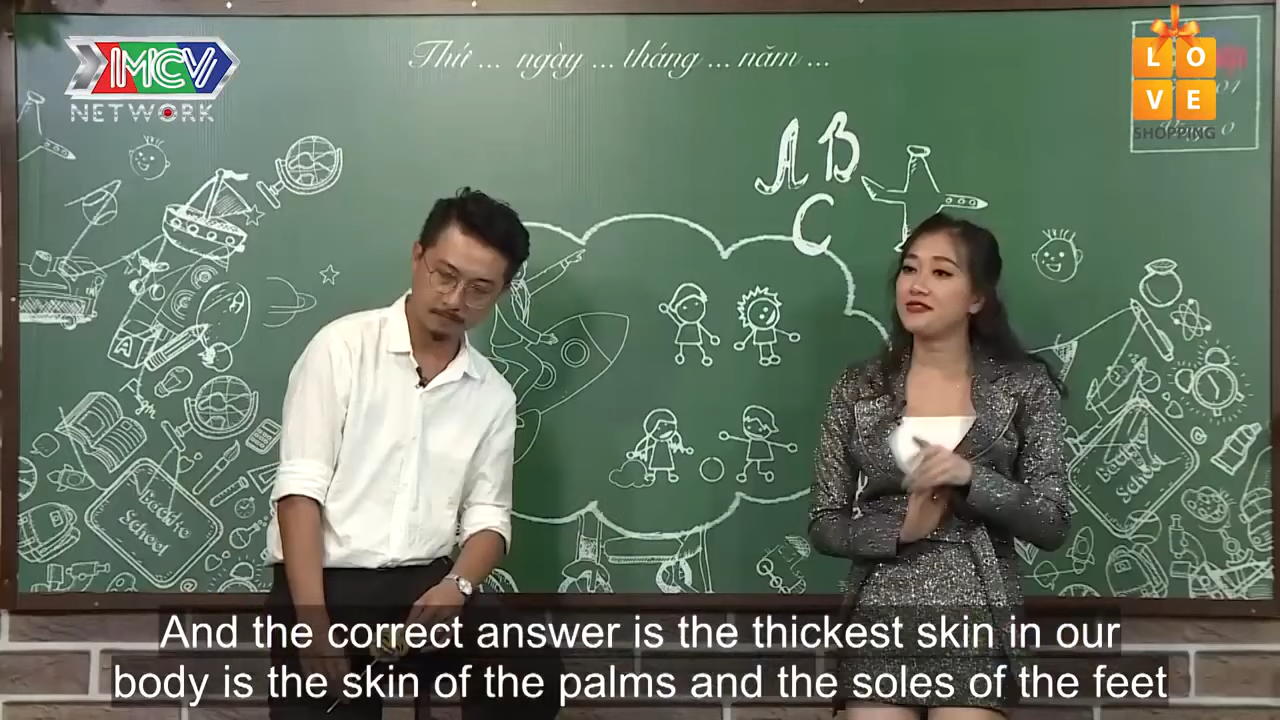 MCV
NETWORK
Thứ ... ngày ... tháng ... năm ...
LOVE
SHOPPING
A B
C
A
And the correct answer is the thickest skin in our
body is the skin of the palms and the soles of the feet